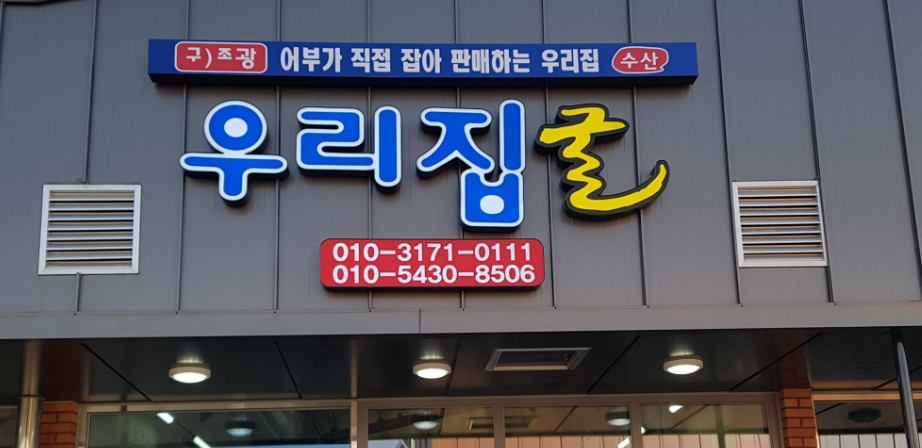 구)조광 어부가 직접 잡아 판매하는 우리집 수산
우리집굴
010-3171-0111
010-5430-8506